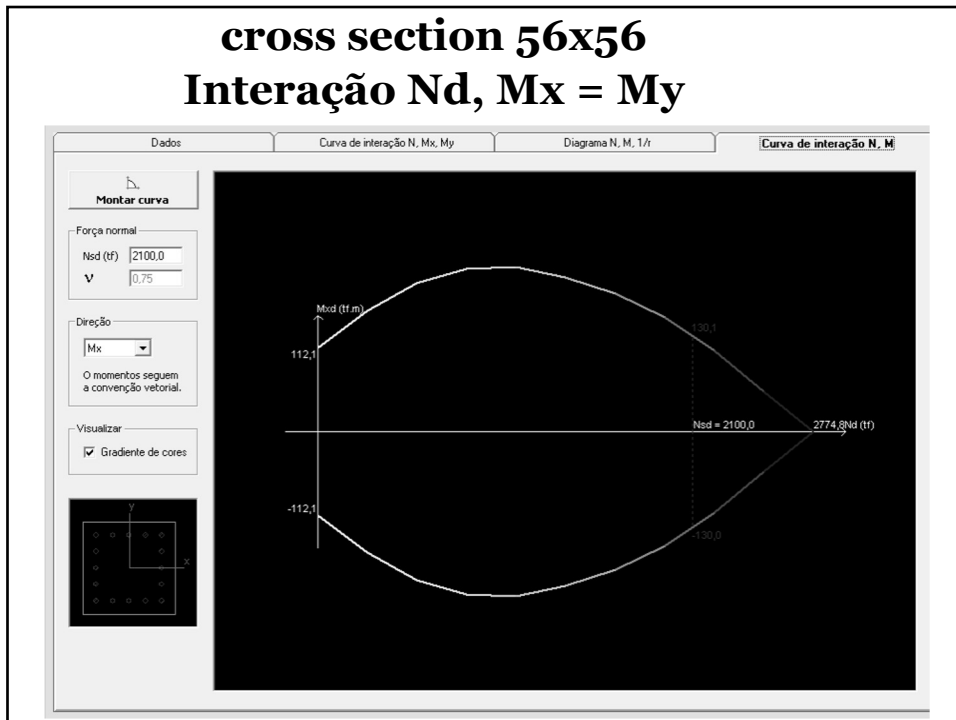 cross section 56x56
Interação Nd, Mx = My
Dados
Curva de interação N, Mx, My
Diagrama N, M, 1/r
Curva de interação N, M
Montar curva
Força normal
Nsd (tf) 2100,0
ν 0,75
Direção
Mx
O momentos seguem
a convenção vetorial.
Visualizar
Gradiente de cores
y
x
Mxd (tf.m)
112,1
130,1
Nsd = 2100,0
2774,8Nd (tf)
-112,1
-130,0